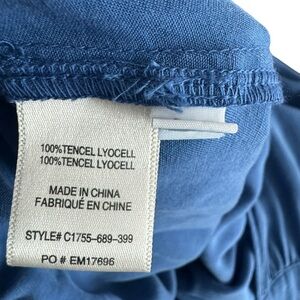 100%TENCEL LYOCELL
100%TENCEL LYOCELL
MADE IN CHINA
FABRIQUÉ EN CHINE
STYLE# C1755-689-399
PO # EM17696